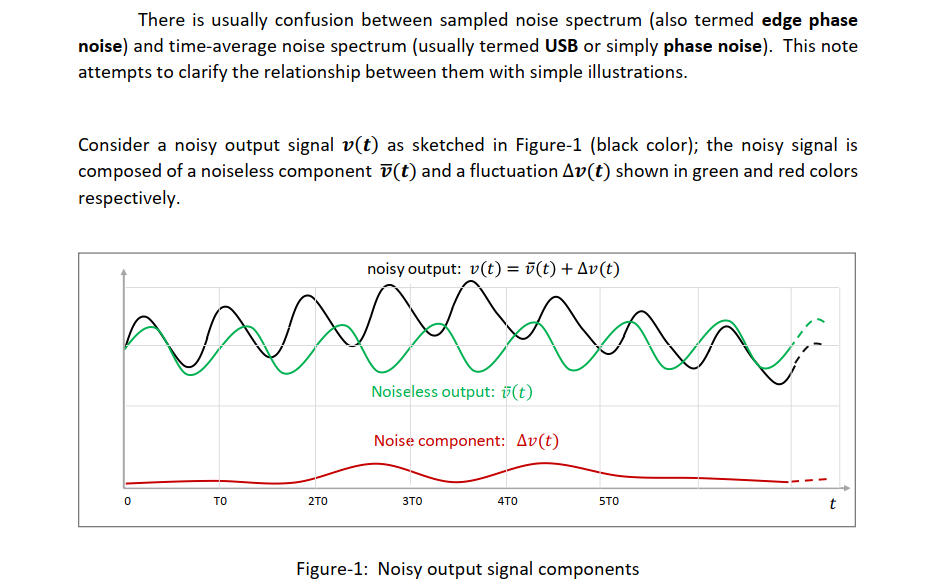 There is usually confusion between sampled noise spectrum (also termed edge phase
noise) and time-average noise spectrum (usually termed USB or simply phase noise). This note
attempts to clarify the relationship between them with simple illustrations.
Consider a noisy output signal v(t) as sketched in Figure-1 (black color); the noisy signal is
composed of a noiseless component v̅(t) and a fluctuation Δv(t) shown in green and red colors
respectively.
noisy output: v(t) = v̅(t) + Δv(t)
Noiseless output: v̅(t)
Noise component: Δv(t)
0 T0 2T0 3T0 4T0 5T0 t
Figure-1: Noisy output signal components